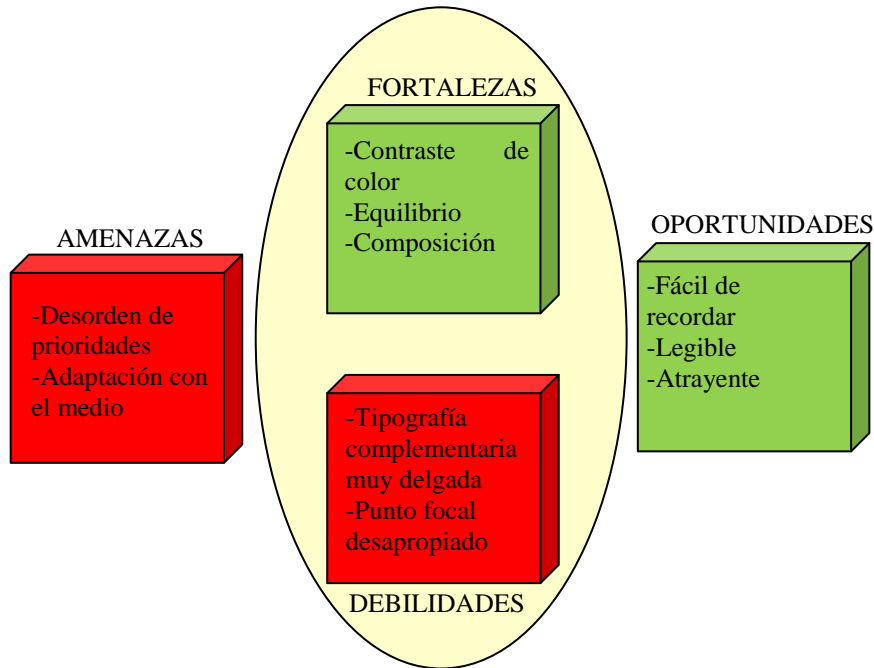 FORTALEZAS
-Contraste de
color
-Equilibrio
-Composición
AMENAZAS
-Desorden de
prioridades
-Adaptación con
el medio
OPORTUNIDADES
-Fácil de
recordar
-Legible
-Atrayente
-Tipografía
complementaria
muy delgada
-Punto focal
desapropiado
DEBILIDADES